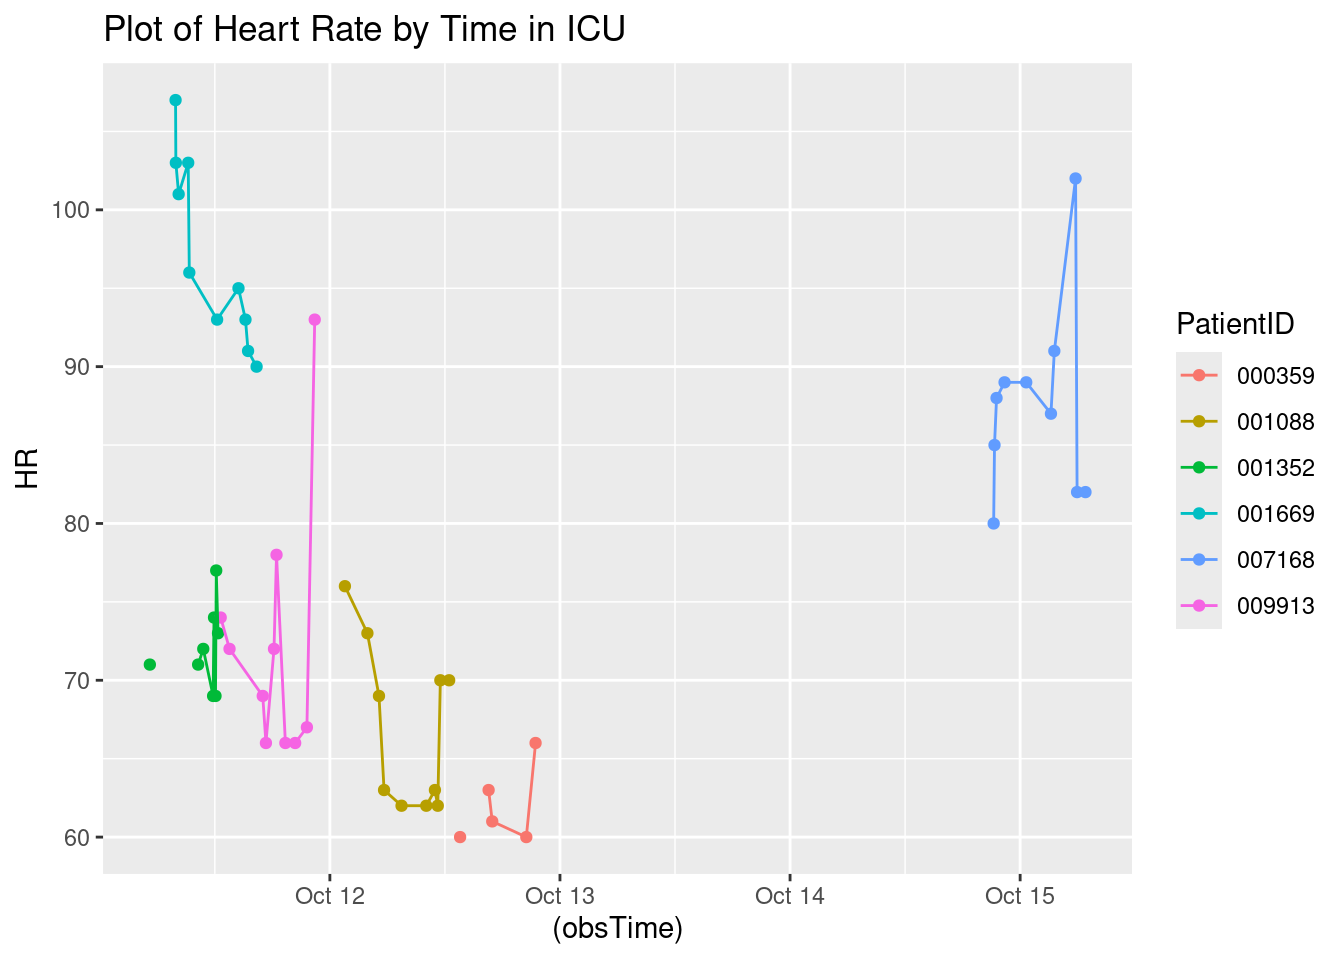 Plot of Heart Rate by Time in ICU
HR
100
90
80
70
60
Oct 12
Oct 13
Oct 14
Oct 15
(obsTime)
PatientID
000359
001088
001352
001669
007168
009913